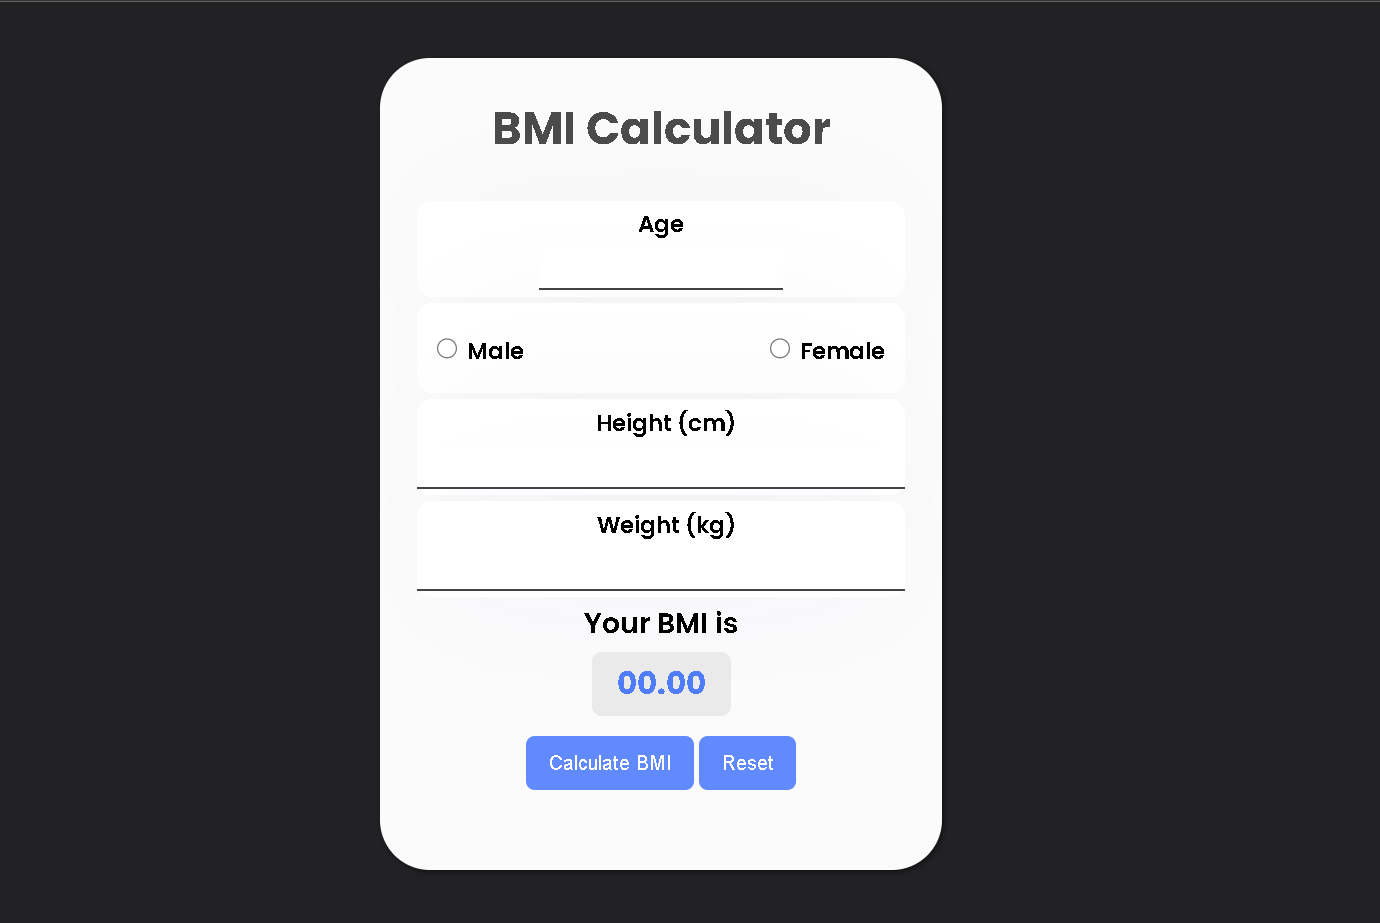 BMI Calculator
Age
Male Female
Height (cm)
Weight (kg)
Your BMI is
00.00
Calculate BMI Reset